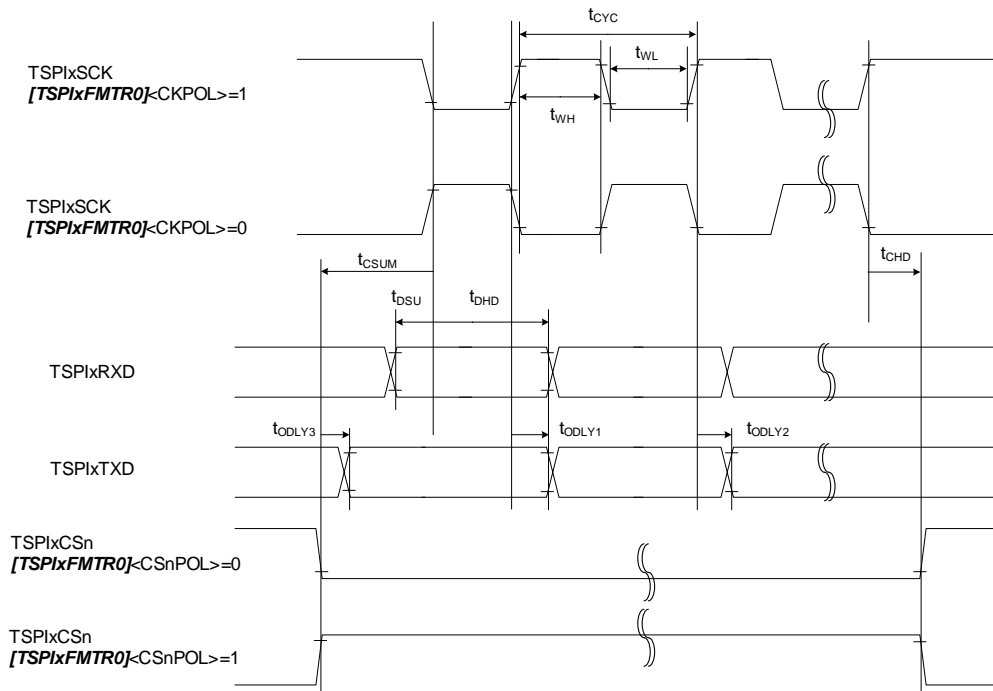 tCYC
tWL
TSPIxSCK
[TSPIxFMTR0]<CKPOL>=1
tWH
TSPIxSCK
[TSPIxFMTR0]<CKPOL>=0
tCSUM
tCHD
tDSU
tDHD
TSPIxRXD
tODLY3
tODLY1
tODLY2
TSPIxTXD
TSPIxCSn
[TSPIxFMTR0]<CSnPOL>=0
TSPIxCSn
[TSPIxFMTR0]<CSnPOL>=1